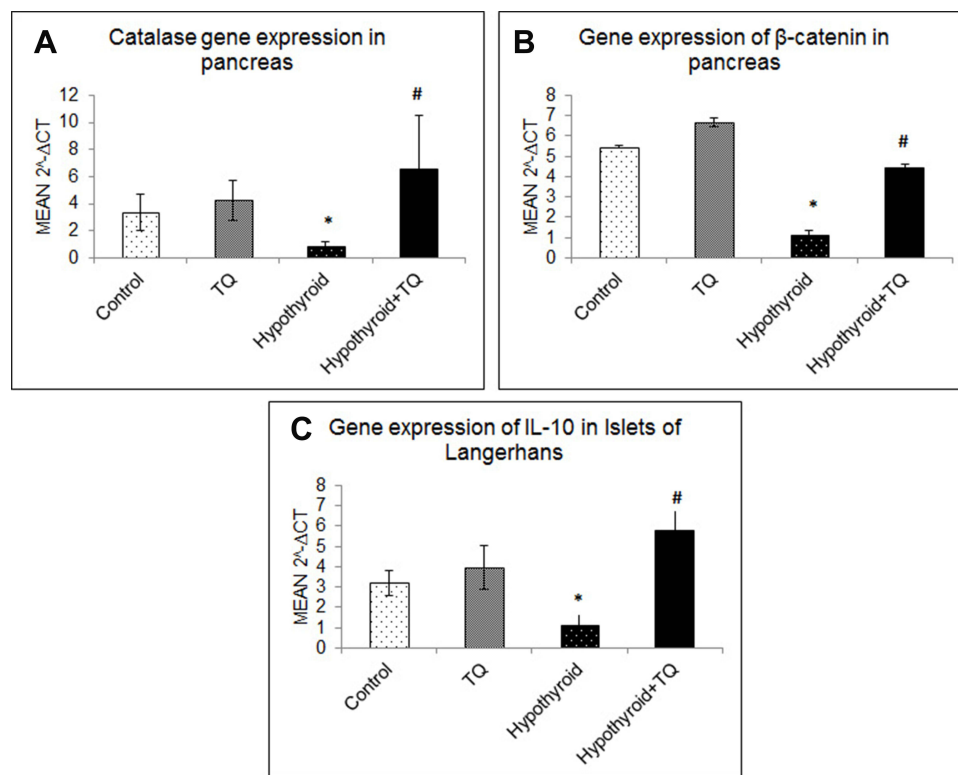 A
Catalase gene expression in
pancreas
MEAN 2^-ΔCT
12
10
8
6
4
2
0
#
*
Control
TQ
Hypothyroid
Hypothyroid+TQ
B
Gene expression of β-catenin in
pancreas
MEAN 2^-ΔCT
8
7
6
5
4
3
2
1
0
#
*
Control
TQ
Hypothyroid
Hypothyroid+TQ
C
Gene expression of IL-10 in Islets of
Langerhans
MEAN 2^-ΔCT
8
7
6
5
4
3
2
1
0
#
*
Control
TQ
Hypothyroid
Hypothyroid+TQ